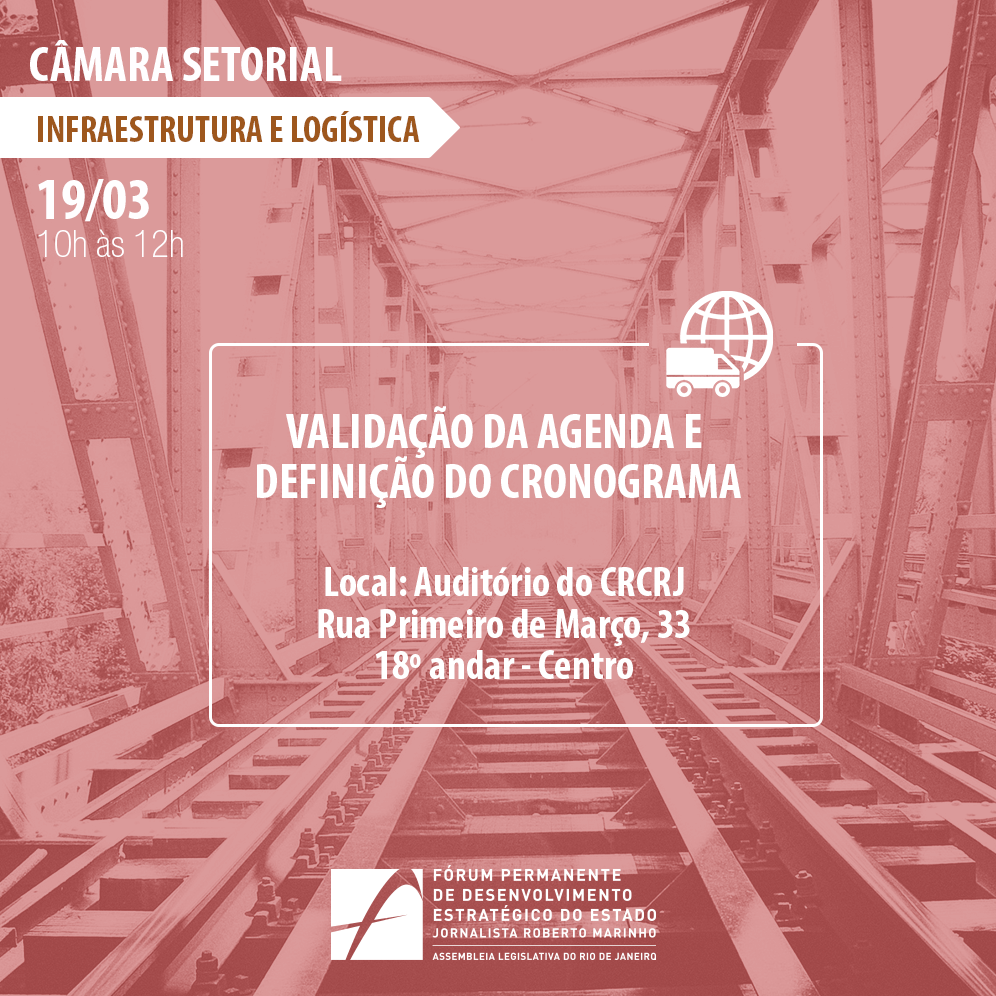 CÂMARA SETORIAL
INFRAESTRUTURA E LOGÍSTICA
19/03
10h às 12h
VALIDAÇÃO DA AGENDA E
DEFINIÇÃO DO CRONOGRAMA
Local: Auditório do CRCRJ
Rua Primeiro de Março, 33
18º andar - Centro
FÓRUM PERMANENTE
DE DESENVOLVIMENTO
ESTRATÉGICO DO ESTADO
JORNALISTA ROBERTO MARINHO
ASSEMBLEIA LEGISLATIVA DO RIO DE JANEIRO